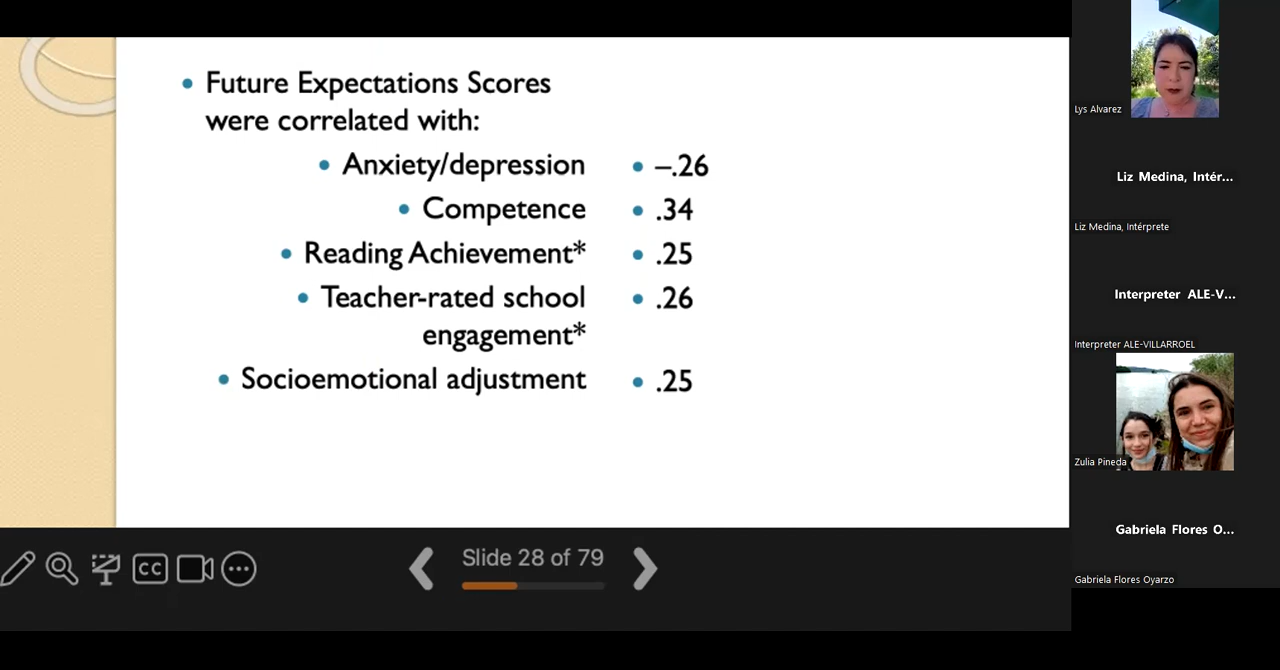 Future Expectations Scores
were correlated with:
Anxiety/depression
–.26
Competence
.34
Reading Achievement*
.25
Teacher-rated school
engagement*
.26
Socioemotional adjustment
.25
CC
Slide 28 of 79
Lys Alvarez
Liz Medina, Intér...
Liz Medina, Intérprete
Interpreter ALE-V...
Interpreter ALE-VILLARROEL
Zulia Pineda
Gabriela Flores O...
Gabriela Flores Oyarzo